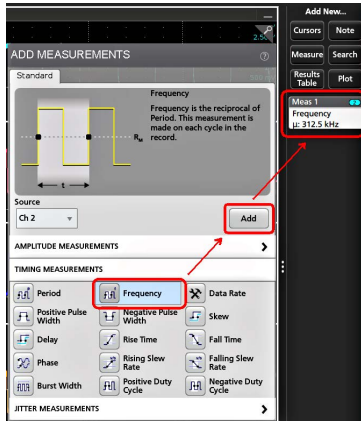 Add New...
2.50
Cursors
Note
Measure
Search
Results
Table
Plot
ADD MEASUREMENTS
Standard
Frequency
Frequency is the reciprocal of
Period. This measurement is
made on each cycle in the
record.
RM
t
Source
Ch 2
Add
Meas 1
2
Frequency
μ: 312.5 kHz
AMPLITUDE MEASUREMENTS
TIMING MEASUREMENTS
Period
Frequency
Data Rate
Positive Pulse
Width
Negative Pulse
Width
Skew
Delay
Rise Time
Fall Time
Phase
Rising Slew
Rate
Falling Slew
Rate
Burst Width
Positive Duty
Cycle
Negative Duty
Cycle
JITTER MEASUREMENTS